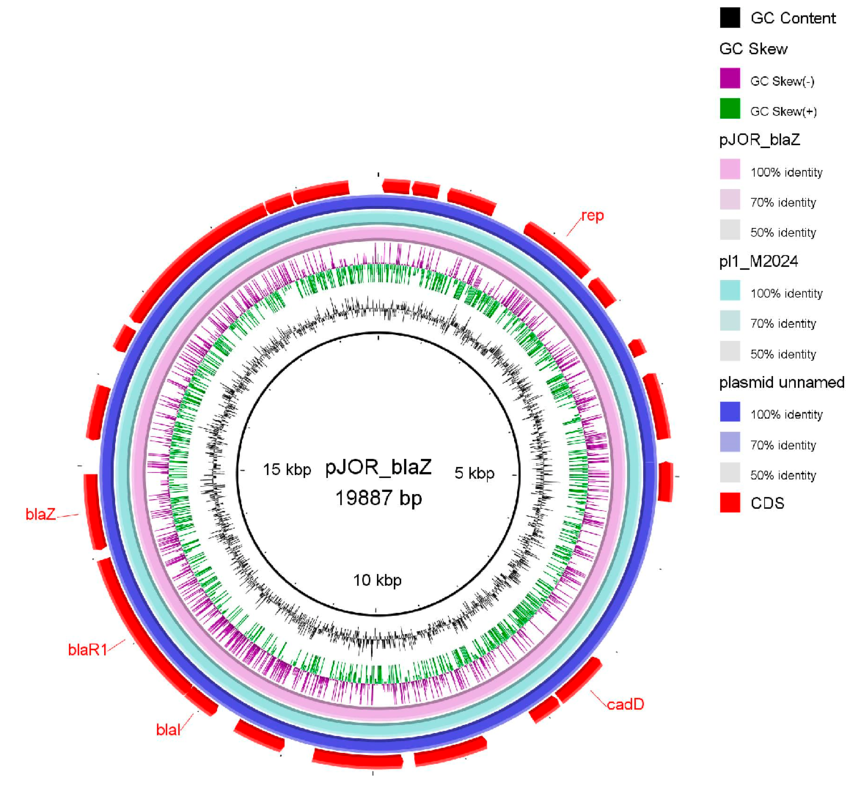 GC Content
GC Skew
GC Skew(-)
GC Skew(+)
pJOR_blaZ
100% identity
70% identity
50% identity
pl1_M2024
100% identity
70% identity
50% identity
plasmid unnamed
100% identity
70% identity
50% identity
CDS
rep
15 kbp
pJOR_blaZ
5 kbp
19887 bp
blaZ
10 kbp
blaR1
cadD
blaI